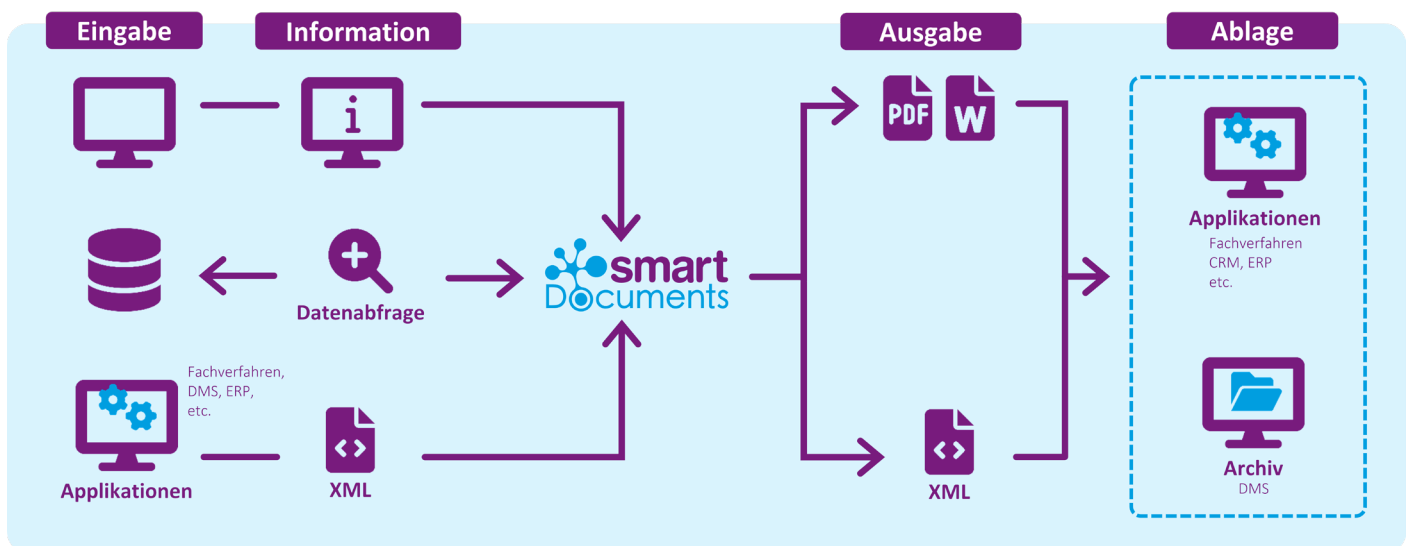 Eingabe
Information
Ausgabe
Ablage
i
PDF
W
Applikationen
Fachverfahren
CRM, ERP
etc.
smart
Documents
Datenabfrage
Fachverfahren,
DMS, ERP,
etc.
Applikationen
<>
XML
<>
XML
Archiv
DMS